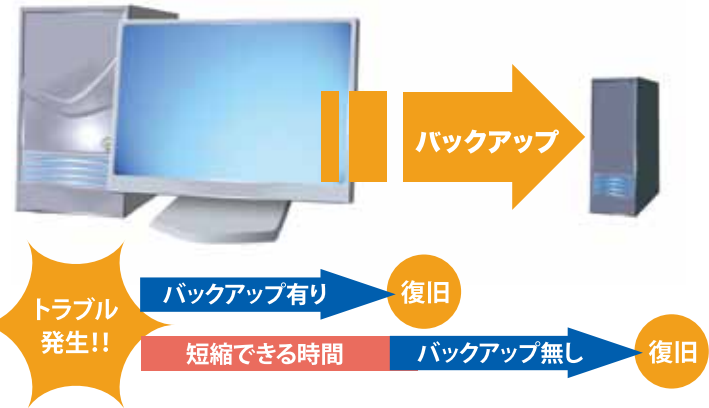 バックアップ
トラブル
発生!!
バックアップ有り
復旧
短縮できる時間
バックアップ無し
復旧